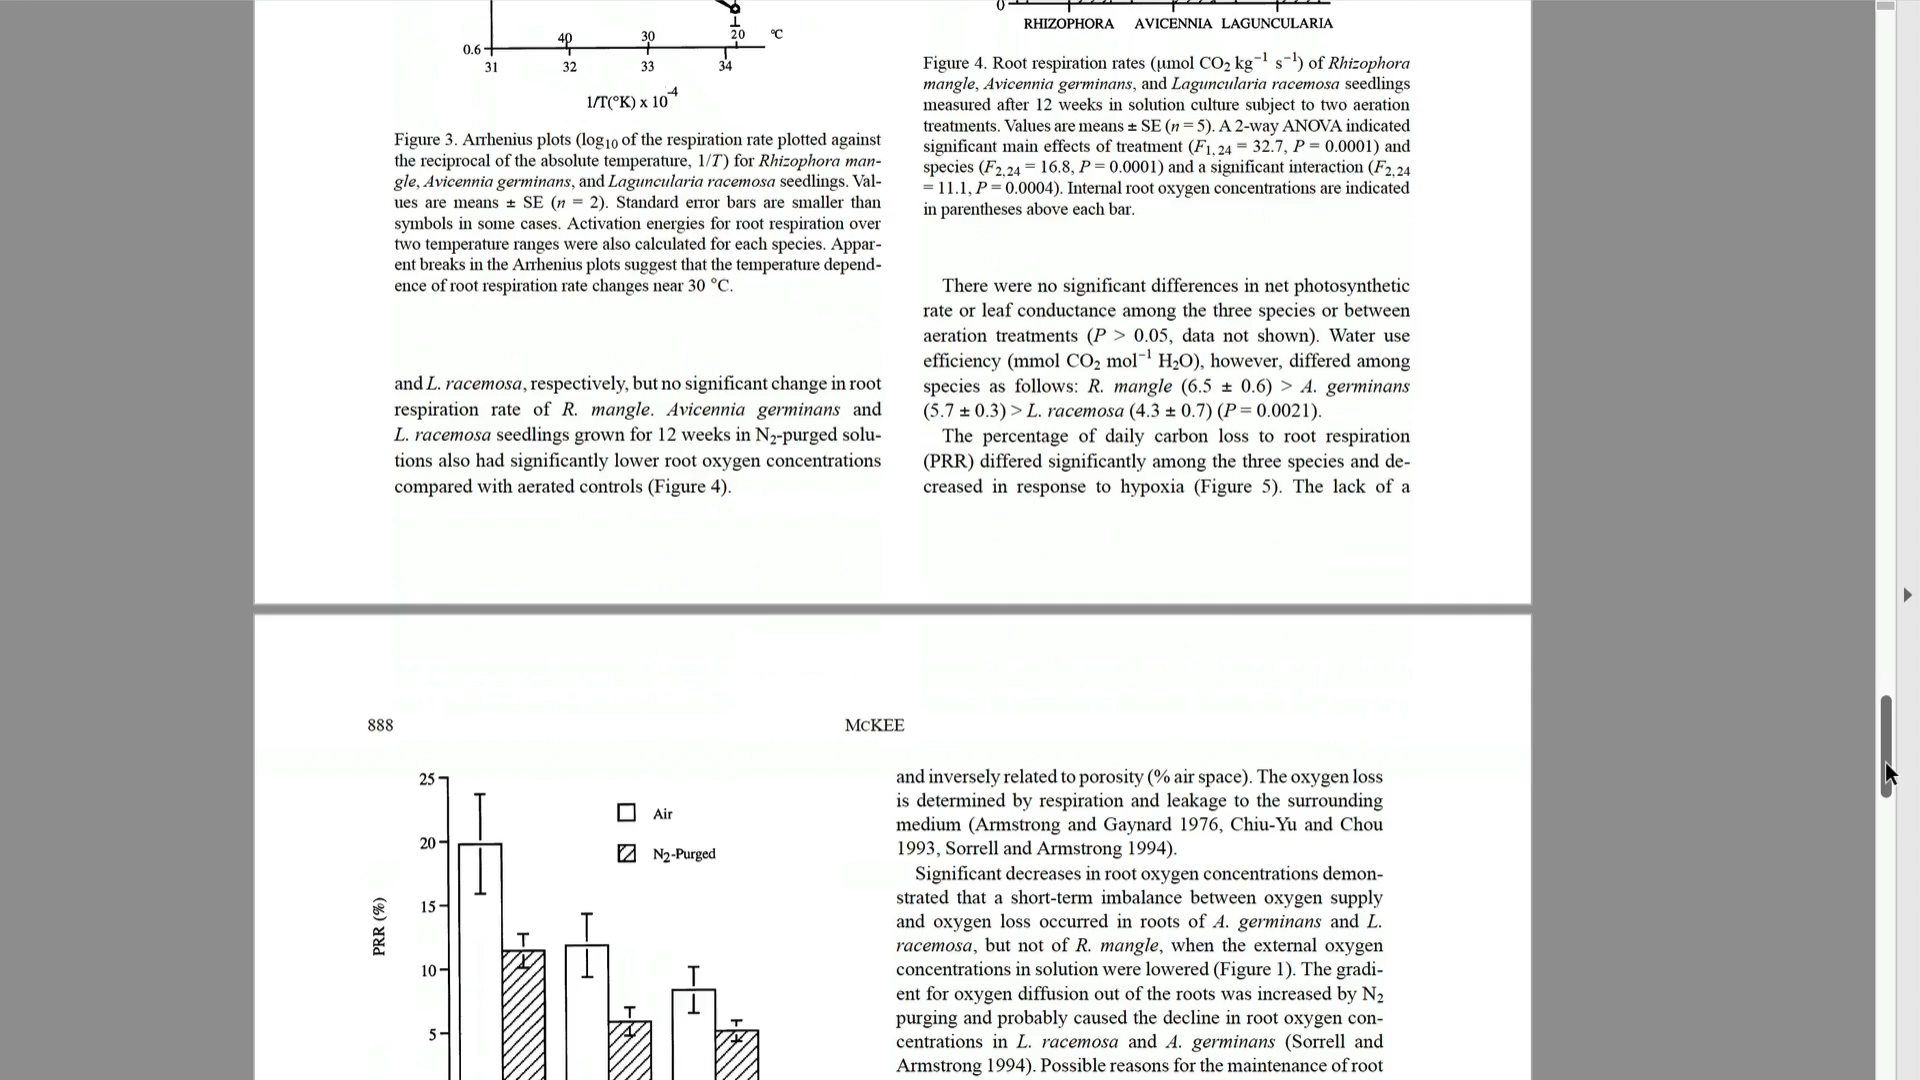 0.6
40 30 20 °C
31 32 33 34
1/T(°K) x 10-4
Figure 3. Arrhenius plots (log10 of the respiration rate plotted against
the reciprocal of the absolute temperature, 1/T) for Rhizophora man-
gle, Avicennia germinans, and Laguncularia racemosa seedlings. Val-
ues are means ± SE (n = 2). Standard error bars are smaller than
symbols in some cases. Activation energies for root respiration over
two temperature ranges were also calculated for each species. Appar-
ent breaks in the Arrhenius plots suggest that the temperature depend-
ence of root respiration rate changes near 30 °C.
and L. racemosa, respectively, but no significant change in root
respiration rate of R. mangle. Avicennia germinans and
L. racemosa seedlings grown for 12 weeks in N2-purged solu-
tions also had significantly lower root oxygen concentrations
compared with aerated controls (Figure 4).
0
RHIZOPHORA AVICENNIA LAGUNCULARIA
Figure 4. Root respiration rates (μmol CO2 kg−1 s−1) of Rhizophora
mangle, Avicennia germinans, and Laguncularia racemosa seedlings
measured after 12 weeks in solution culture subject to two aeration
treatments. Values are means ± SE (n = 5). A 2-way ANOVA indicated
significant main effects of treatment (F1,24 = 32.7, P = 0.0001) and
species (F2,24 = 16.8, P = 0.0001) and a significant interaction (F2,24
= 11.1, P = 0.0004). Internal root oxygen concentrations are indicated
in parentheses above each bar.
There were no significant differences in net photosynthetic
rate or leaf conductance among the three species or between
aeration treatments (P > 0.05, data not shown). Water use
efficiency (mmol CO2 mol−1 H2O), however, differed among
species as follows: R. mangle (6.5 ± 0.6) > A. germinans
(5.7 ± 0.3) > L. racemosa (4.3 ± 0.7) (P = 0.0021).
The percentage of daily carbon loss to root respiration
(PRR) differed significantly among the three species and de-
creased in response to hypoxia (Figure 5). The lack of a
888 McKEE
25
20
15
10
5
PRR (%)
Air
N2-Purged
and inversely related to porosity (% air space). The oxygen loss
is determined by respiration and leakage to the surrounding
medium (Armstrong and Gaynard 1976, Chiu-Yu and Chou
1993, Sorrell and Armstrong 1994).
Significant decreases in root oxygen concentrations demon-
strated that a short-term imbalance between oxygen supply
and oxygen loss occurred in roots of A. germinans and L.
racemosa, but not of R. mangle, when the external oxygen
concentrations in solution were lowered (Figure 1). The gradi-
ent for oxygen diffusion out of the roots was increased by N2
purging and probably caused the decline in root oxygen con-
centrations in L. racemosa and A. germinans (Sorrell and
Armstrong 1994). Possible reasons for the maintenance of root